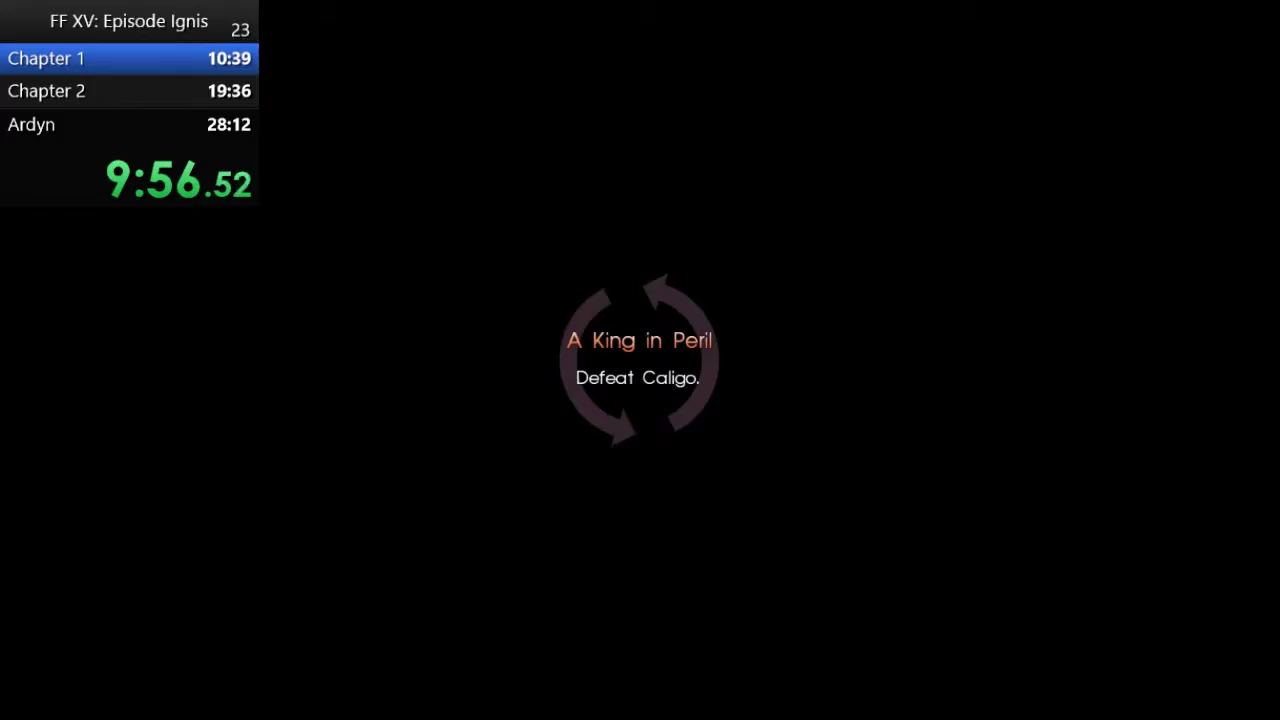 FF XV: Episode Ignis
23
Chapter 1 10:39
Chapter 2 19:36
Ardyn 28:12
9:56.52
A King in Peril
Defeat Caligo.